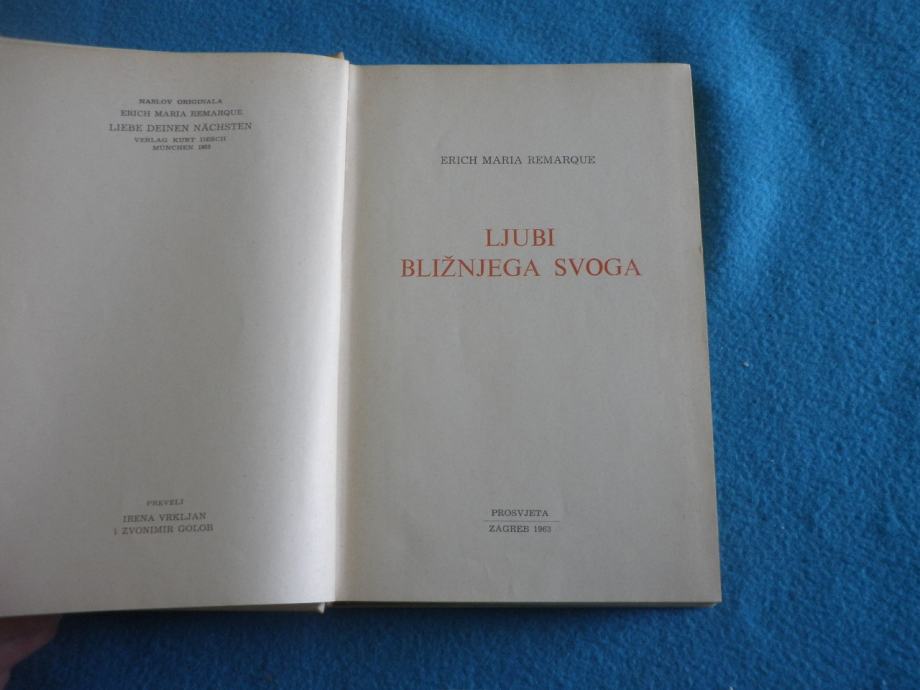 NASLOV ORIGINALA
ERICH MARIA REMARQUE
LIEBE DEINEN NÄCHSTEN
VERLAG KURT DESCH
MÜNCHEN 1953
PREVELI
IRENA VRKLJAN
I ZVONIMIR GOLOB
ERICH MARIA REMARQUE
LJUBI
BLIŽNJEGA SVOGA
PROSVJETA
ZAGREB 1963